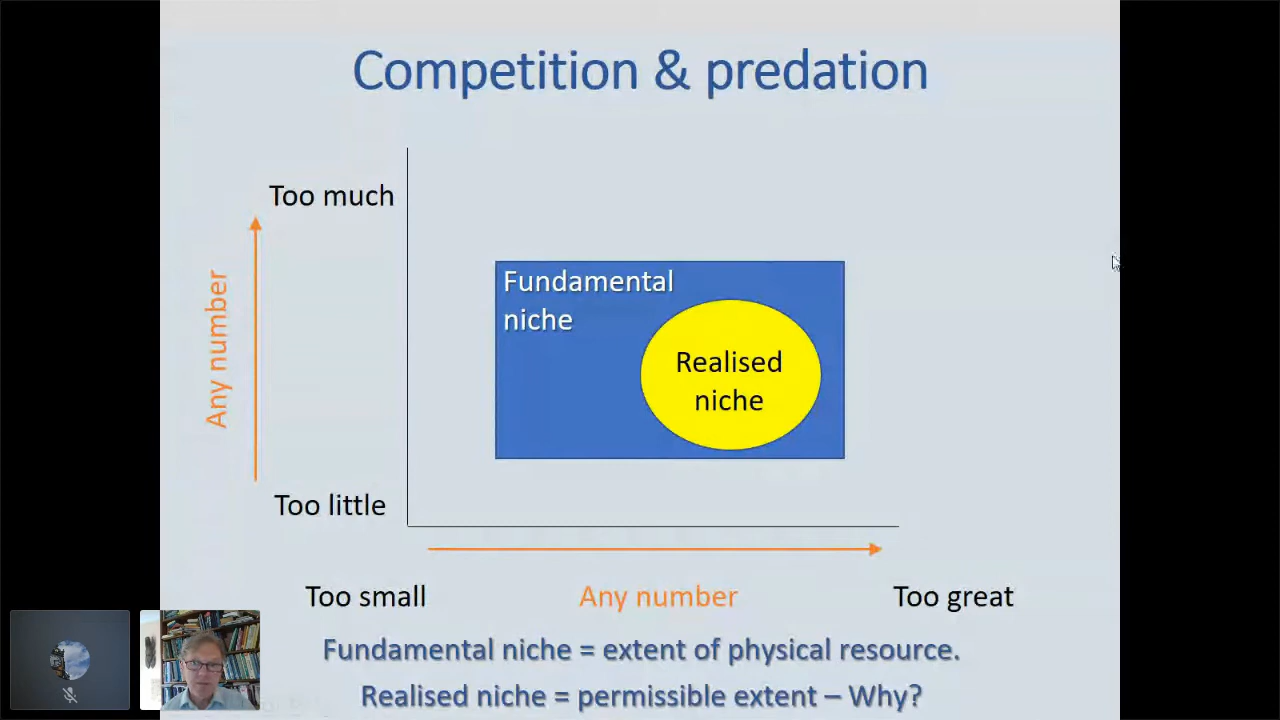 Competition & predation
Too much
Any number
Fundamental
niche
Realised
niche
Too little
Too small
Any number
Too great
Fundamental niche = extent of physical resource.
Realised niche = permissible extent – Why?